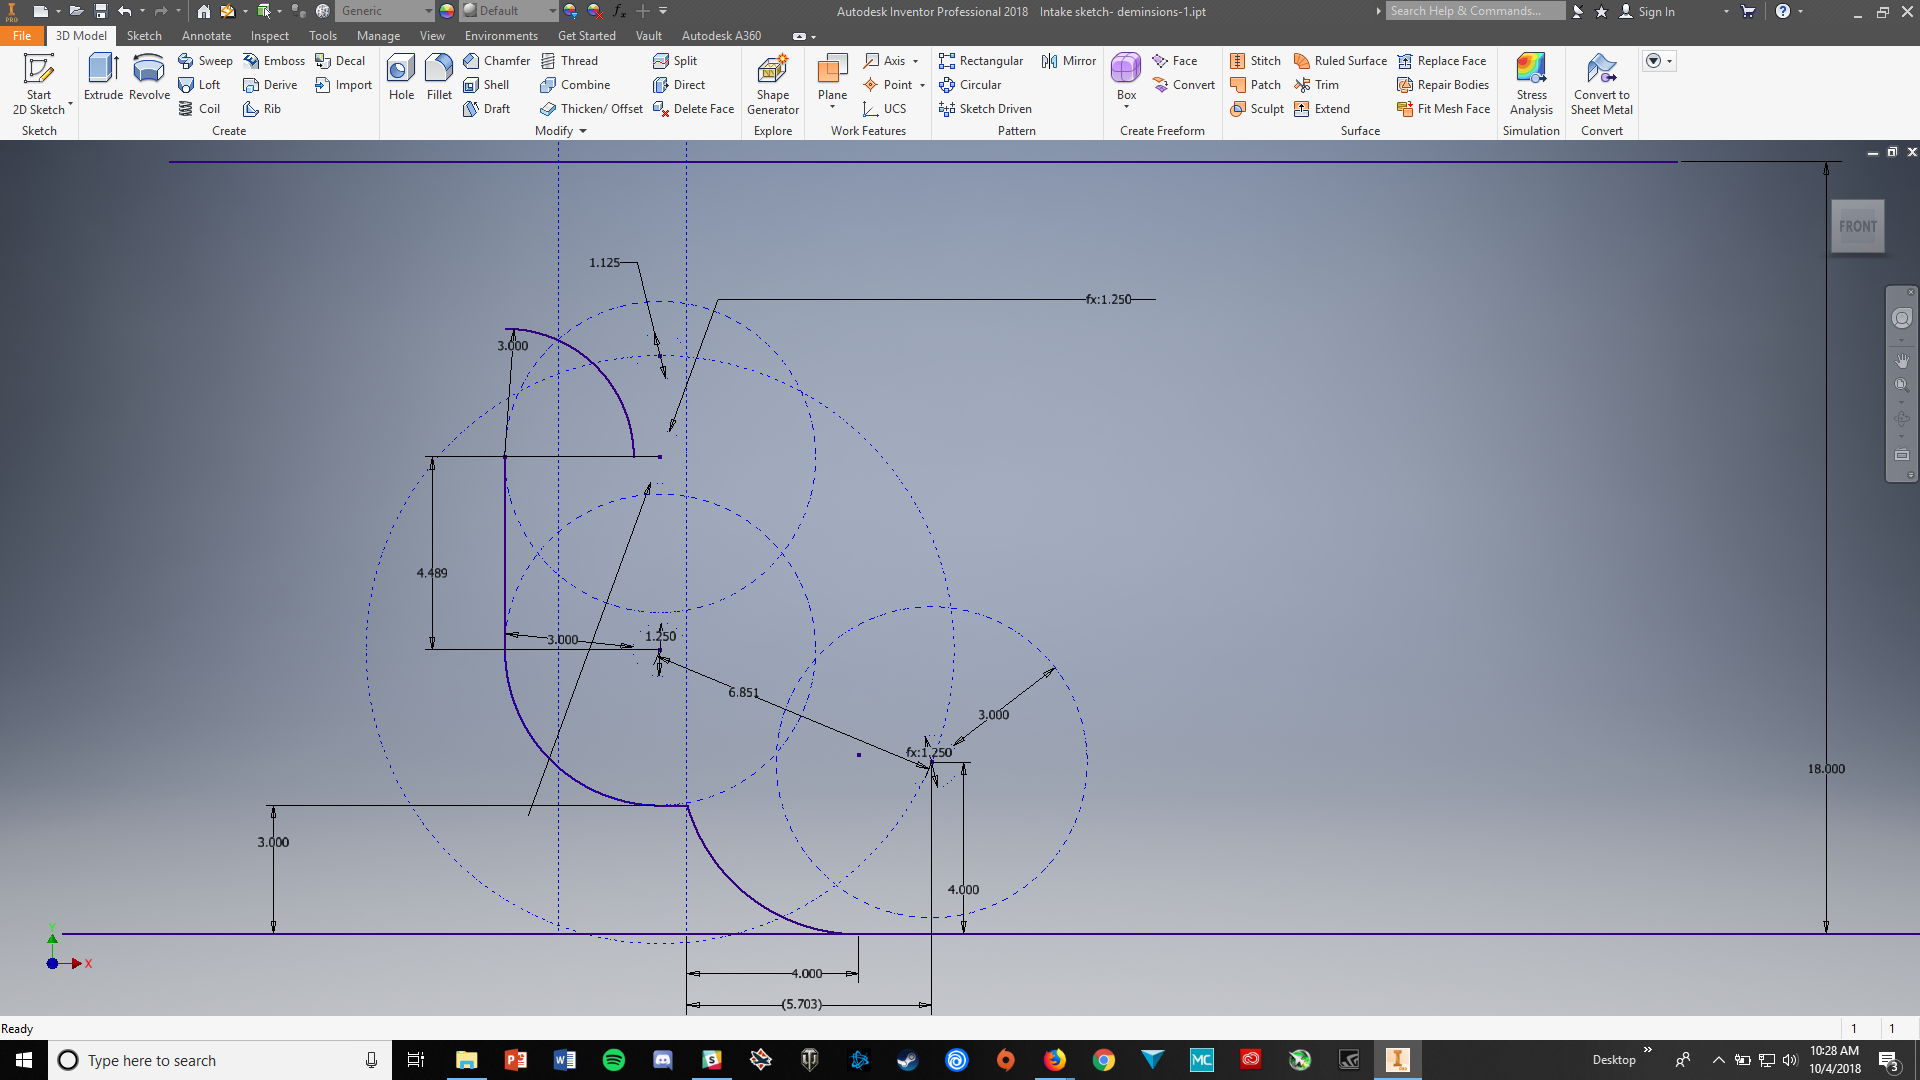 PRO
Generic
Default
Autodesk Inventor Professional 2018 Intake sketch- deminsions-1.ipt
Search Help & Commands...
Sign In
File 3D Model Sketch Annotate Inspect Tools Manage View Environments Get Started Vault Autodesk A360
Start
2D Sketch
Sketch
Extrude
Revolve
Sweep
Loft
Coil
Emboss
Derive
Rib
Decal
Import
Create
Hole
Fillet
Chamfer
Shell
Draft
Thread
Combine
Thicken/ Offset
Split
Direct
Delete Face
Modify
Shape
Generator
Explore
Plane
Axis
Point
UCS
Work Features
Rectangular
Circular
Sketch Driven
Mirror
Pattern
Box
Face
Convert
Create Freeform
Stitch
Patch
Sculpt
Ruled Surface
Trim
Extend
Replace Face
Repair Bodies
Fit Mesh Face
Surface
Stress
Analysis
Simulation
Convert to
Sheet Metal
Convert
FRONT
1.125
fx:1.250
3.000
4.489
3.000
1.250
6.851
3.000
fx:1.250
18.000
3.000
4.000
4.000
(5.703)
Y
X
Ready
1 1
Type here to search
Desktop
10:28 AM
10/4/2018
3